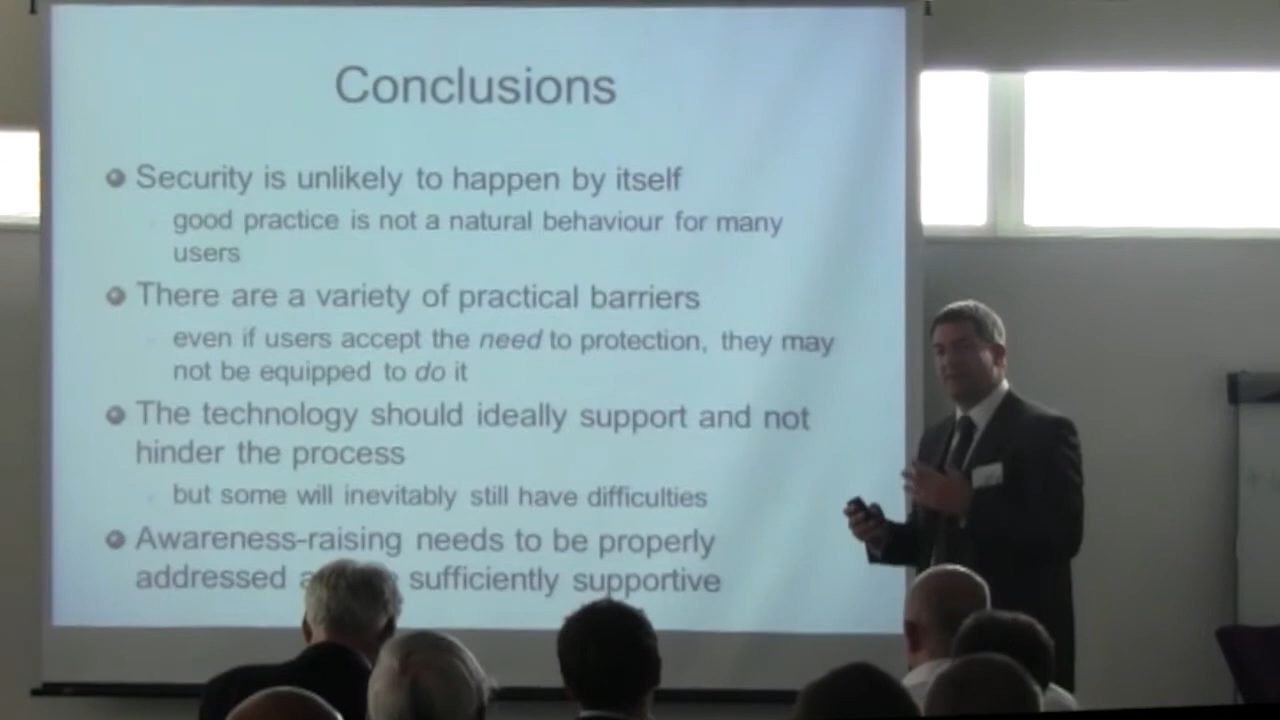 Conclusions
Security is unlikely to happen by itself
good practice is not a natural behaviour for many
users
There are a variety of practical barriers
even if users accept the need to protection, they may
not be equipped to do it
The technology should ideally support and not
hinder the process
but some will inevitably still have difficulties
Awareness-raising needs to be properly
addressed sufficiently supportive